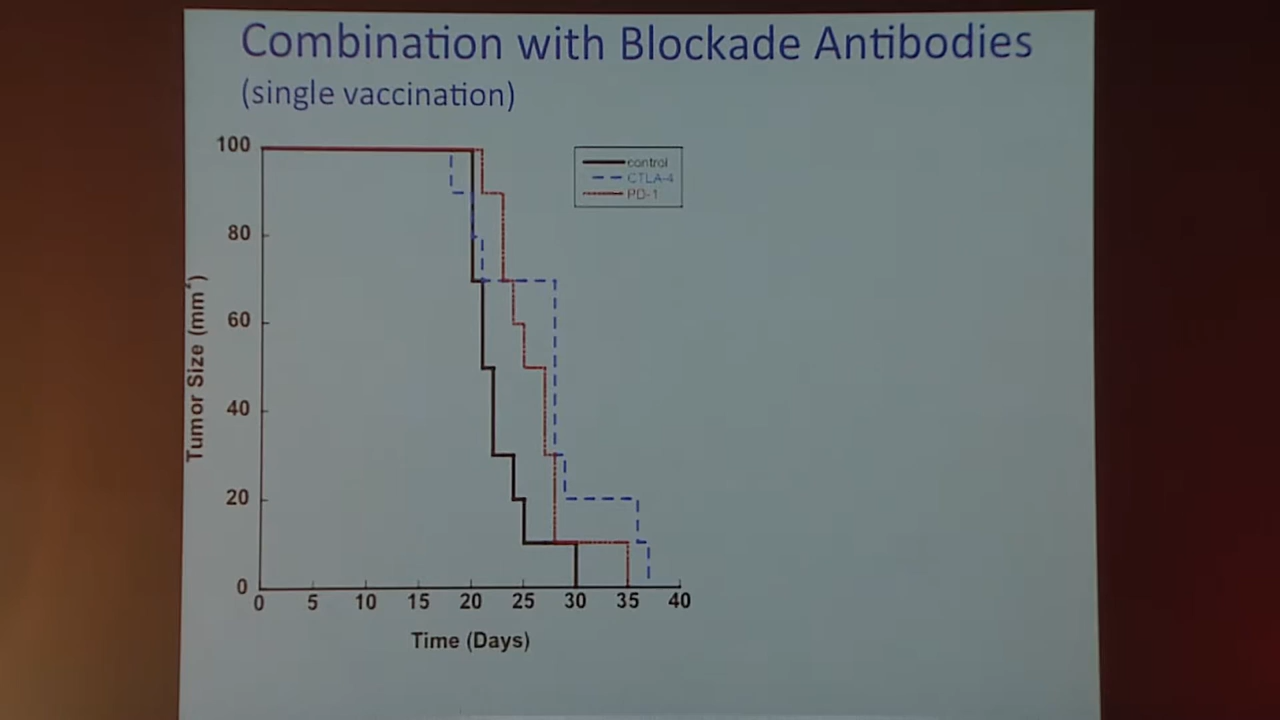 Combination with Blockade Antibodies
(single vaccination)
control
CTLA-4
PD-1
100
80
60
40
20
0
Tumor Size (mm²)
0 5 10 15 20 25 30 35 40
Time (Days)